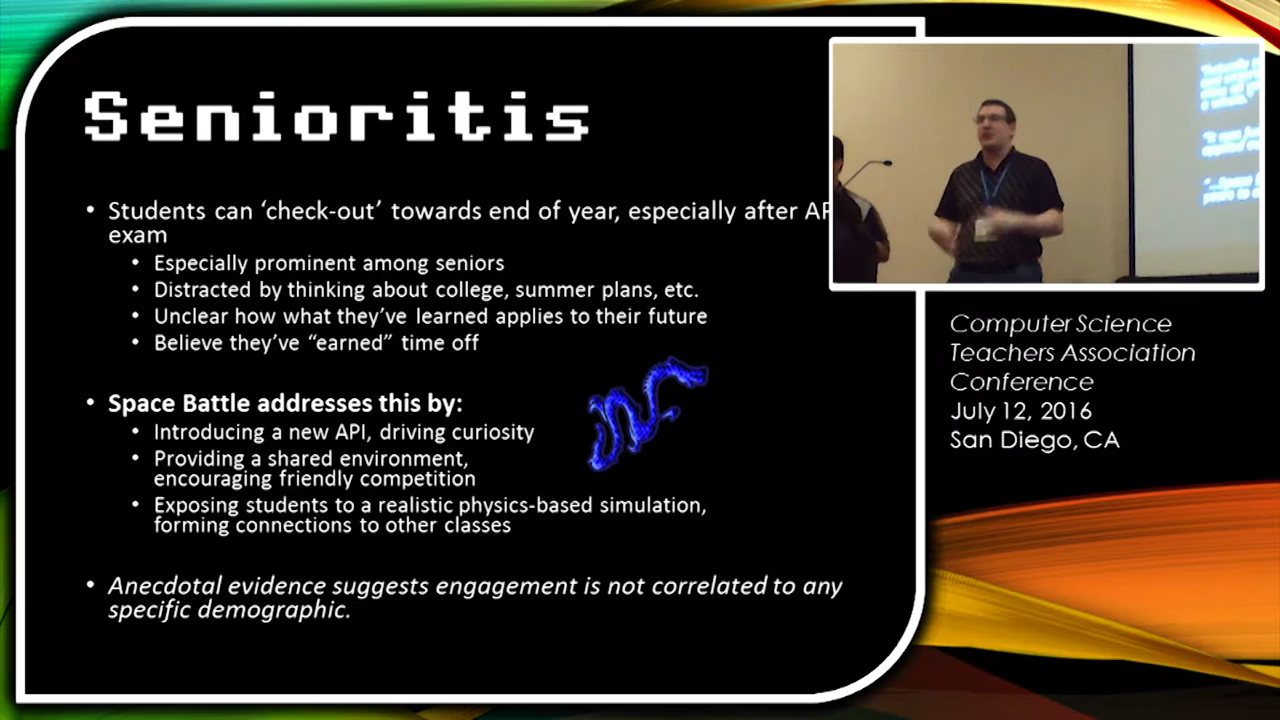 Senioritis
• Students can ‘check-out’ towards end of year, especially after
exam
• Especially prominent among seniors
• Distracted by thinking about college, summer plans, etc.
• Unclear how what they’ve learned applies to their future
• Believe they’ve “earned” time off
• Space Battle addresses this by:
• Introducing a new API, driving curiosity
• Providing a shared environment,
encouraging friendly competition
• Exposing students to a realistic physics-based simulation,
forming connections to other classes
• Anecdotal evidence suggests engagement is not correlated to any
specific demographic.
Computer Science
Teachers Association
Conference
July 12, 2016
San Diego, CA